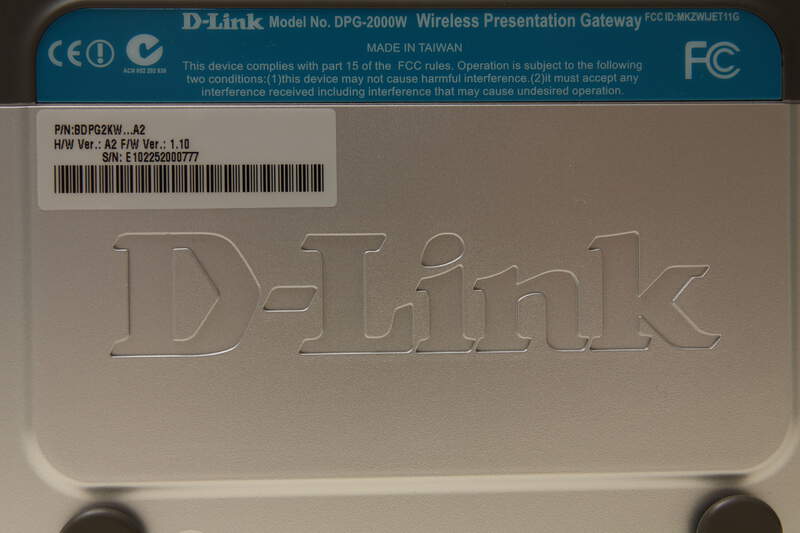 D-Link Model No. DPG-2000W Wireless Presentation Gateway FCC ID:MKZWIJET11G
MADE IN TAIWAN
This device complies with part 15 of the FCC rules. Operation is subject to the following
two conditions:(1)this device may not cause harmful interference.(2)it must accept any
interference received including interference that may cause undesired operation.
CE
FC
P/N:BDPG2KW...A2
H/W Ver.: A2 F/W Ver.: 1.10
S/N: E102252000777
D-Link